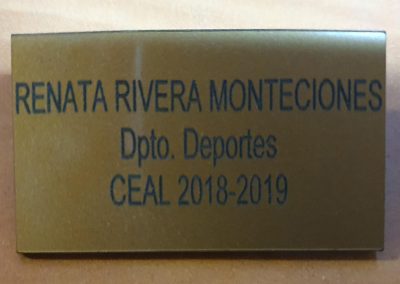 RENATA RIVERA MONTECIONES
Dpto. Deportes
CEAL 2018-2019